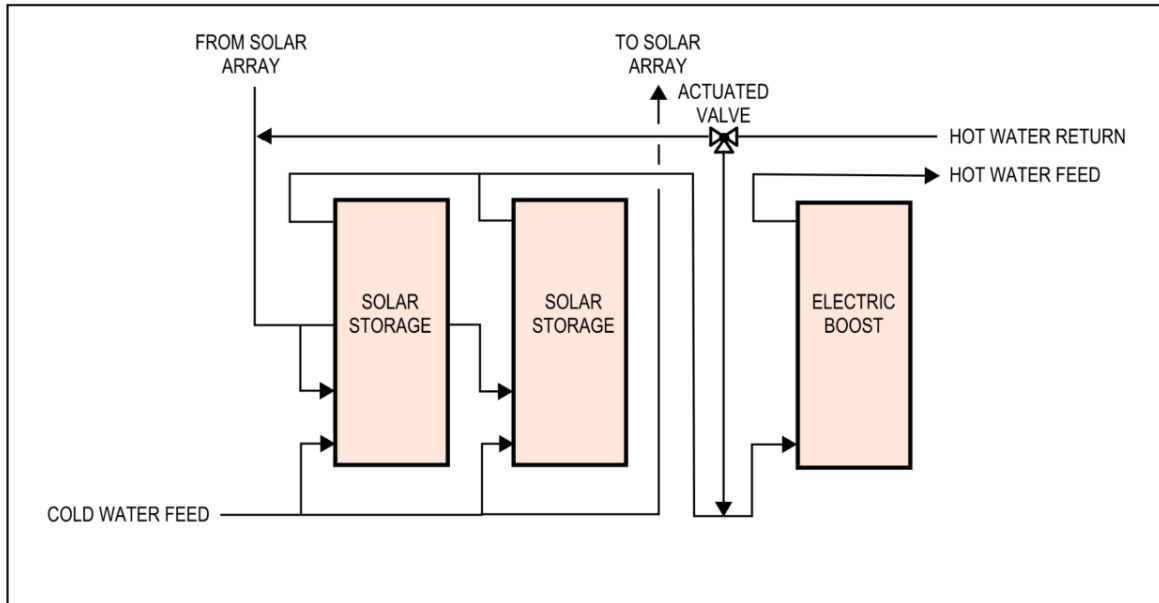 FROM SOLAR
ARRAY
TO SOLAR
ARRAY
ACTUATED
VALVE
HOT WATER RETURN
HOT WATER FEED
SOLAR
STORAGE
SOLAR
STORAGE
ELECTRIC
BOOST
COLD WATER FEED